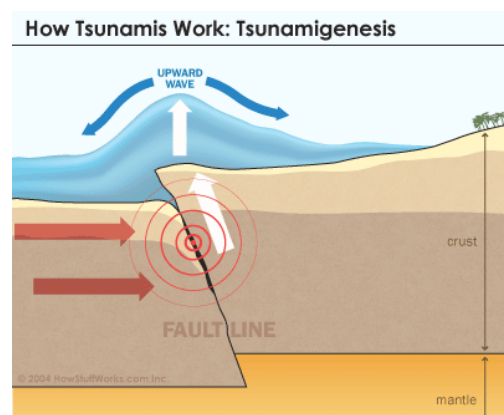 How Tsunamis Work: Tsunamigenesis
UPWARD
WAVE
crust
FAULT LINE
© 2004 HowStuffWorks.com Inc.
mantle